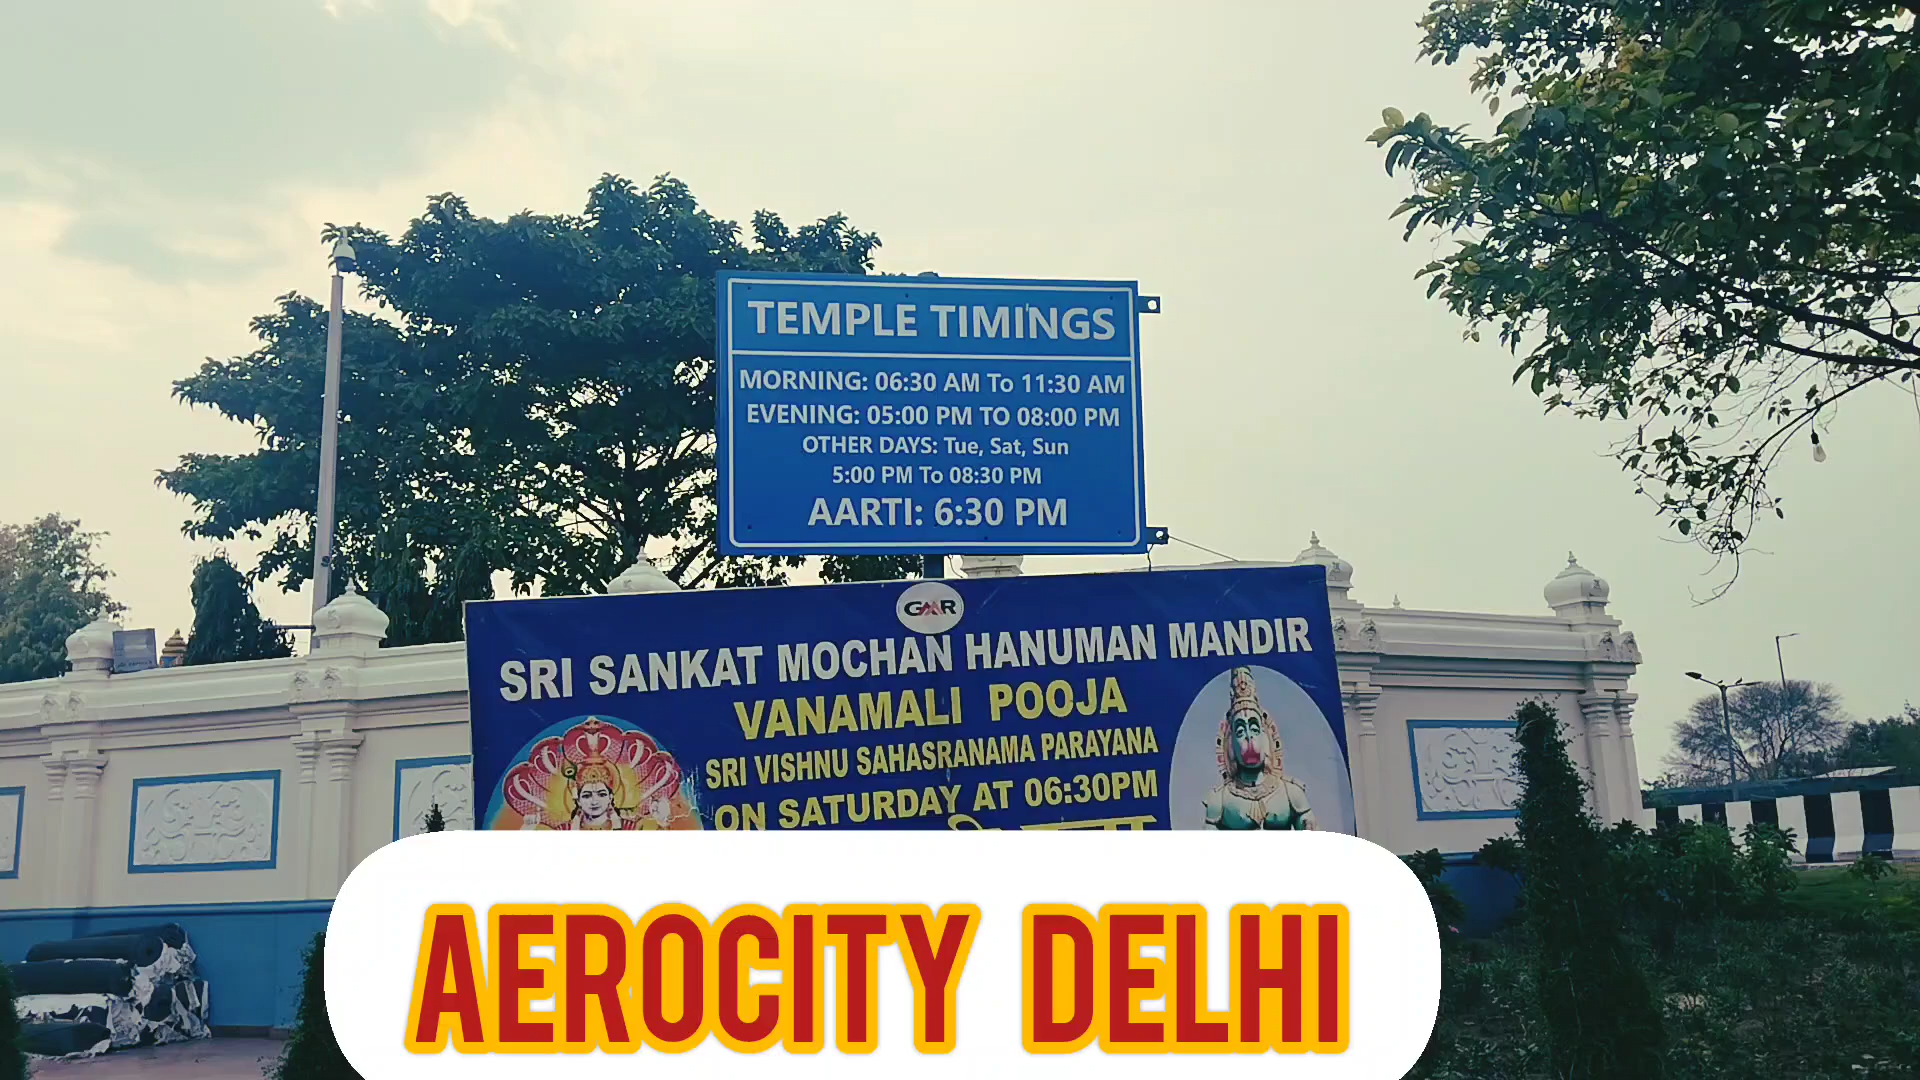 TEMPLE TIMINGS
MORNING: 06:30 AM To 11:30 AM
EVENING: 05:00 PM TO 08:00 PM
OTHER DAYS: Tue, Sat, Sun
5:00 PM To 08:30 PM
AARTI: 6:30 PM
GMR
SRI SANKAT MOCHAN HANUMAN MANDIR
VANAMALI POOJA
SRI VISHNU SAHASRANAMA PARAYANA
ON SATURDAY AT 06:30PM
AEROCITY DELHI